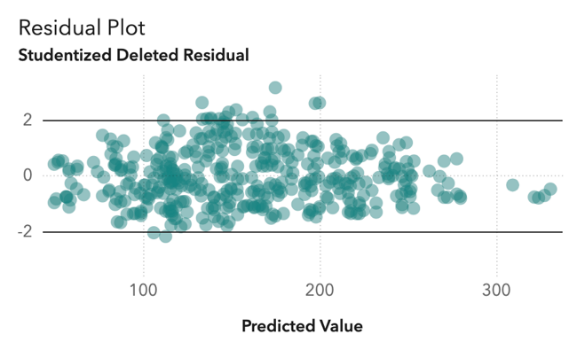 Residual Plot
Studentized Deleted Residual
2
0
-2
100 200 300
Predicted Value